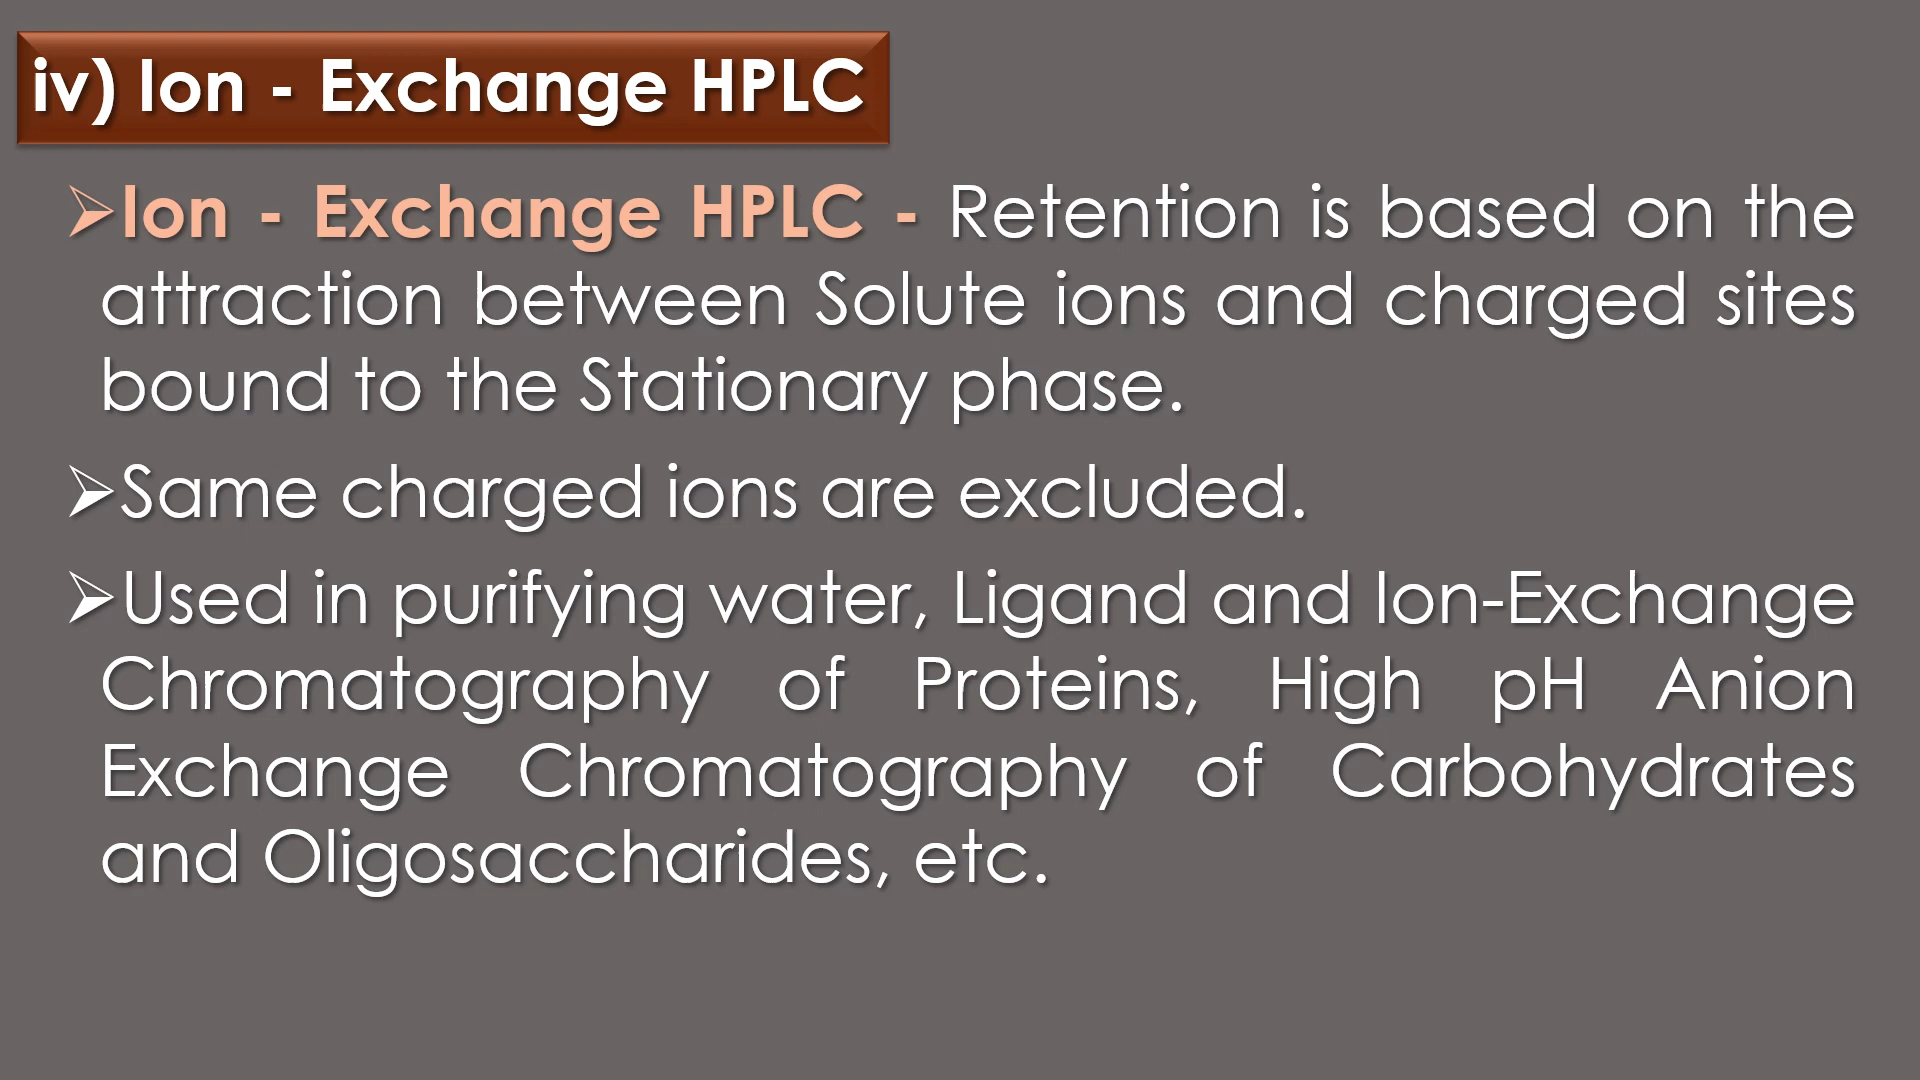 iv) Ion - Exchange HPLC
➢Ion - Exchange HPLC - Retention is based on the
attraction between Solute ions and charged sites
bound to the Stationary phase.
➢Same charged ions are excluded.
➢Used in purifying water, Ligand and Ion-Exchange
Chromatography of Proteins, High pH Anion
Exchange Chromatography of Carbohydrates
and Oligosaccharides, etc.